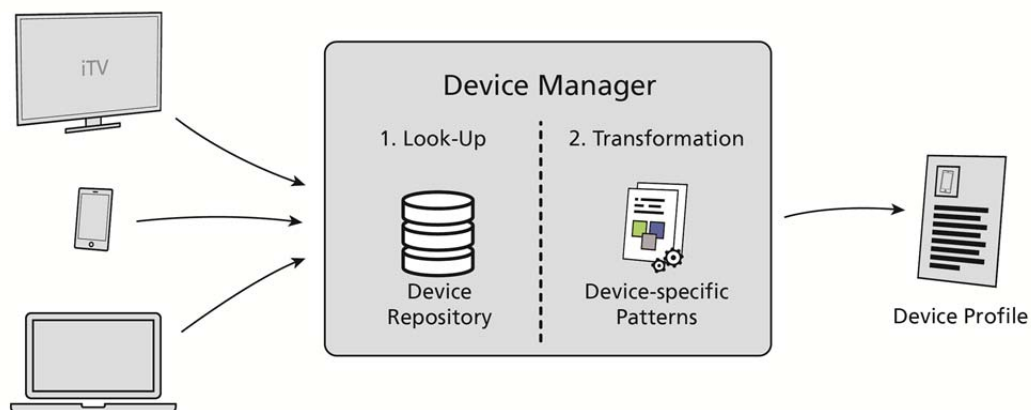 iTV
Device Manager
1. Look-Up
2. Transformation
Device
Repository
Device-specific
Patterns
Device Profile